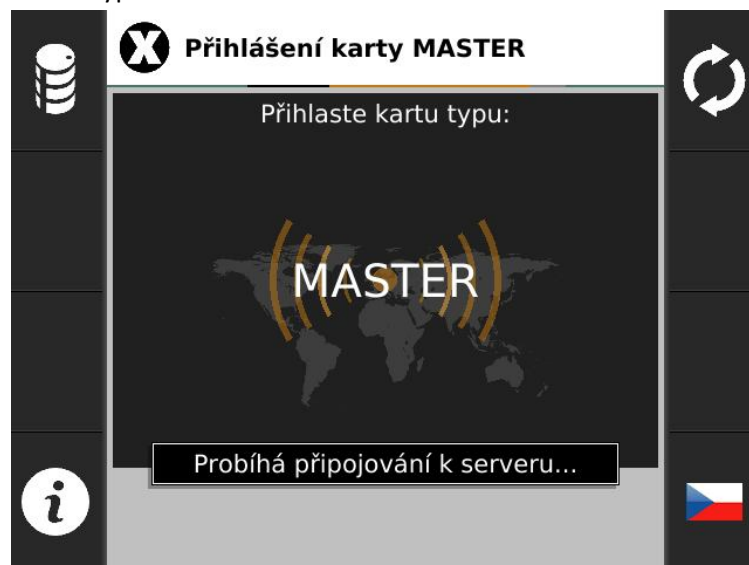 Přihlášení karty MASTER
Přihlaste kartu typu:
MASTER
Probíhá připojování k serveru...